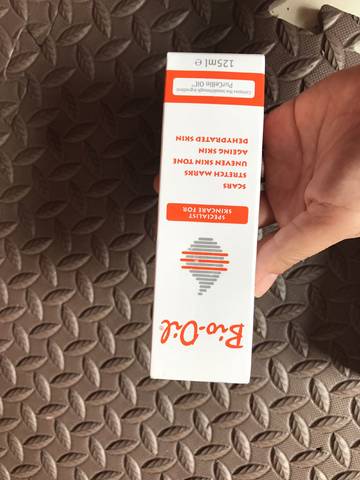 Bio-Oil®
SPECIALIST
SKINCARE FOR
SCARS
STRETCH MARKS
UNEVEN SKIN TONE
AGEING SKIN
DEHYDRATED SKIN
Contains the breakthrough ingredient
PurCellin Oil™
125ml ℮